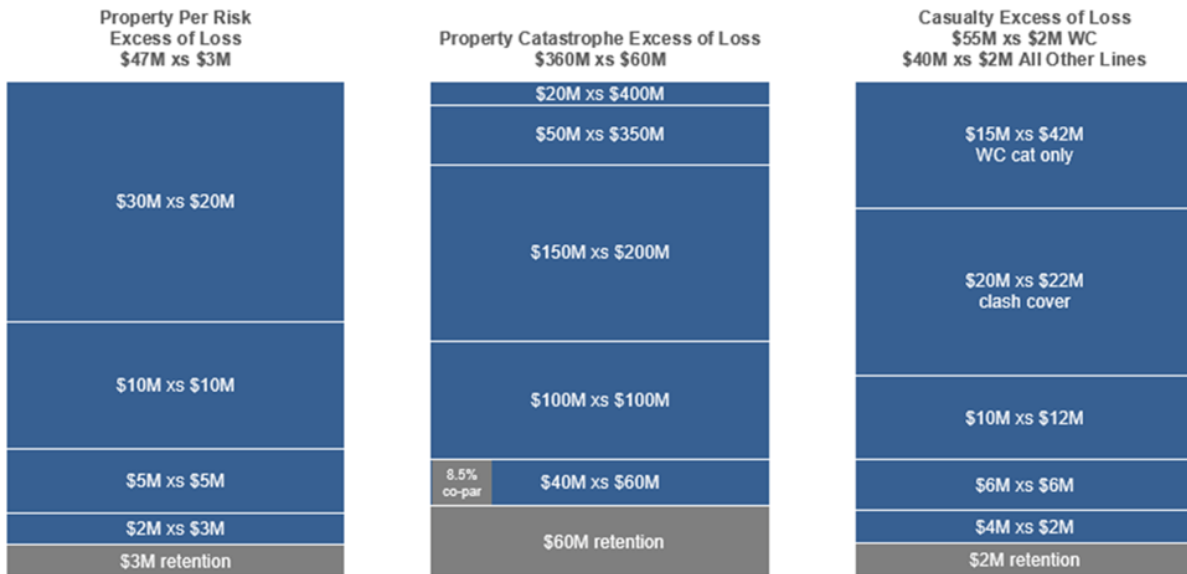 Property Per Risk
Excess of Loss
$47M xs $3M
$30M xs $20M
$10M xs $10M
$5M xs $5M
$2M xs $3M
$3M retention
Property Catastrophe Excess of Loss
$360M xs $60M
$20M xs $400M
$50M xs $350M
$150M xs $200M
$100M xs $100M
8.5%
co-par
$40M xs $60M
$60M retention
Casualty Excess of Loss
$55M xs $2M WC
$40M xs $2M All Other Lines
$15M xs $42M
WC cat only
$20M xs $22M
clash cover
$10M xs $12M
$6M xs $6M
$4M xs $2M
$2M retention